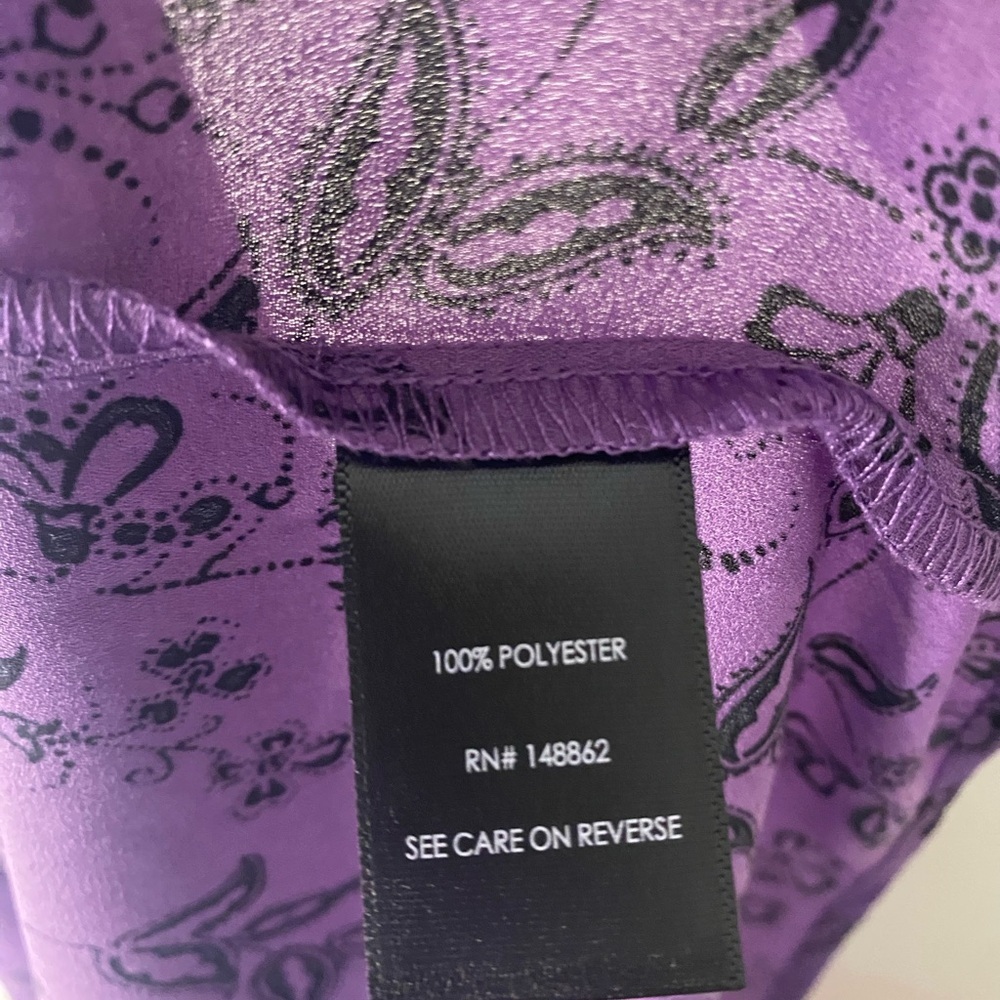 100% POLYESTER
RN# 148862
SEE CARE ON REVERSE